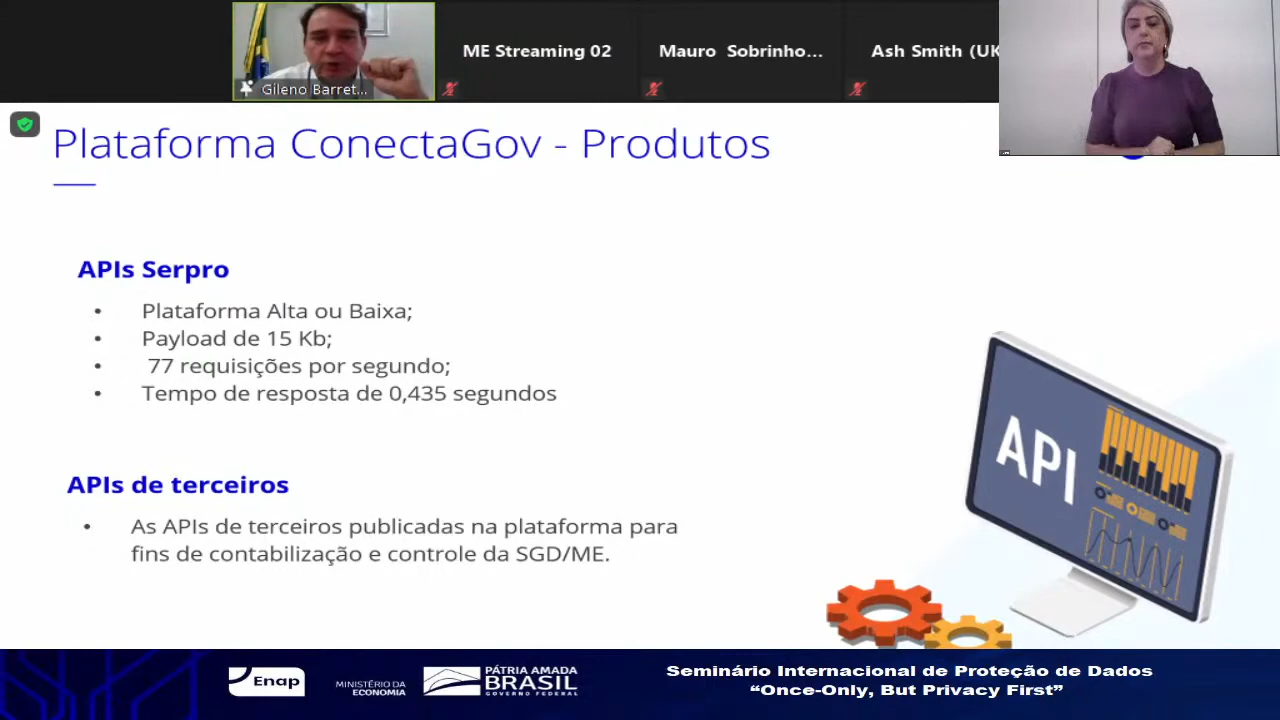 ME Streaming 02
Mauro Sobrinho...
Ash Smith (UK
Gileno Barret...
Plataforma ConectaGov - Produtos
APIs Serpro
• Plataforma Alta ou Baixa;
• Payload de 15 Kb;
• 77 requisições por segundo;
• Tempo de resposta de 0,435 segundos
API
APIs de terceiros
• As APIs de terceiros publicadas na plataforma para
fins de contabilização e controle da SGD/ME.
Enap
MINISTÉRIO DA
ECONOMIA
PÁTRIA AMADA
BRASIL
GOVERNO FEDERAL
Seminário Internacional de Proteção de Dados
“Once-Only, But Privacy First”